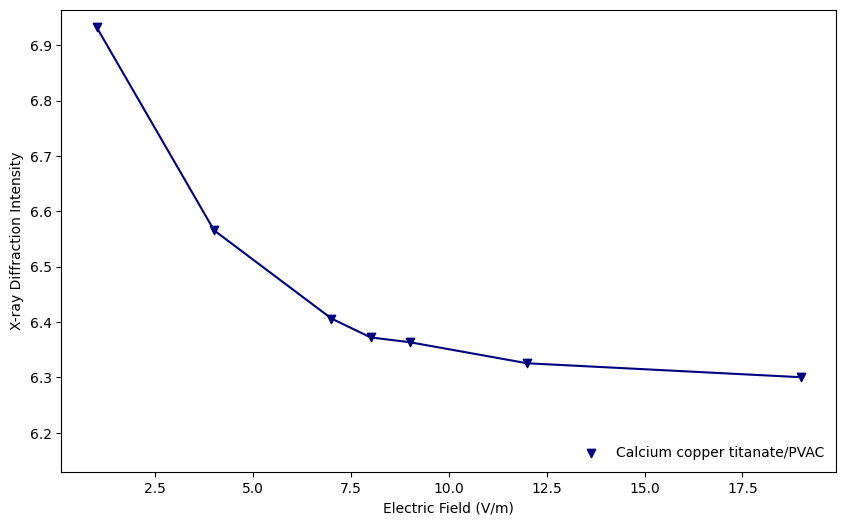 6.9
6.8
6.7
6.6
6.5
6.4
6.3
6.2
X-ray Diffraction Intensity
Calcium copper titanate/PVAC
2.5 5.0 7.5 10.0 12.5 15.0 17.5
Electric Field (V/m)